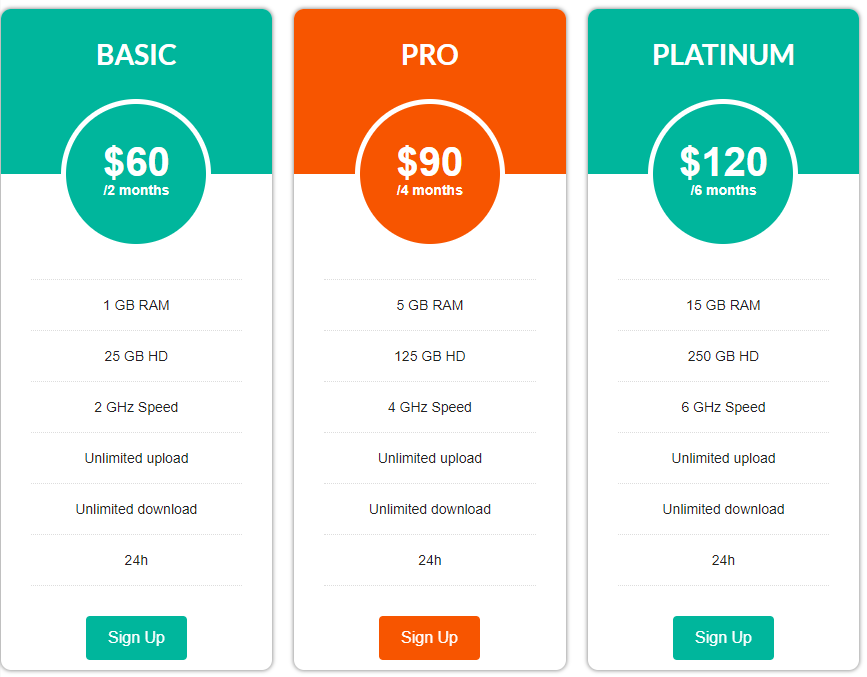 BASIC
$60
/2 months
1 GB RAM
25 GB HD
2 GHz Speed
Unlimited upload
Unlimited download
24h
Sign Up
PRO
$90
/4 months
5 GB RAM
125 GB HD
4 GHz Speed
Unlimited upload
Unlimited download
24h
Sign Up
PLATINUM
$120
/6 months
15 GB RAM
250 GB HD
6 GHz Speed
Unlimited upload
Unlimited download
24h
Sign Up